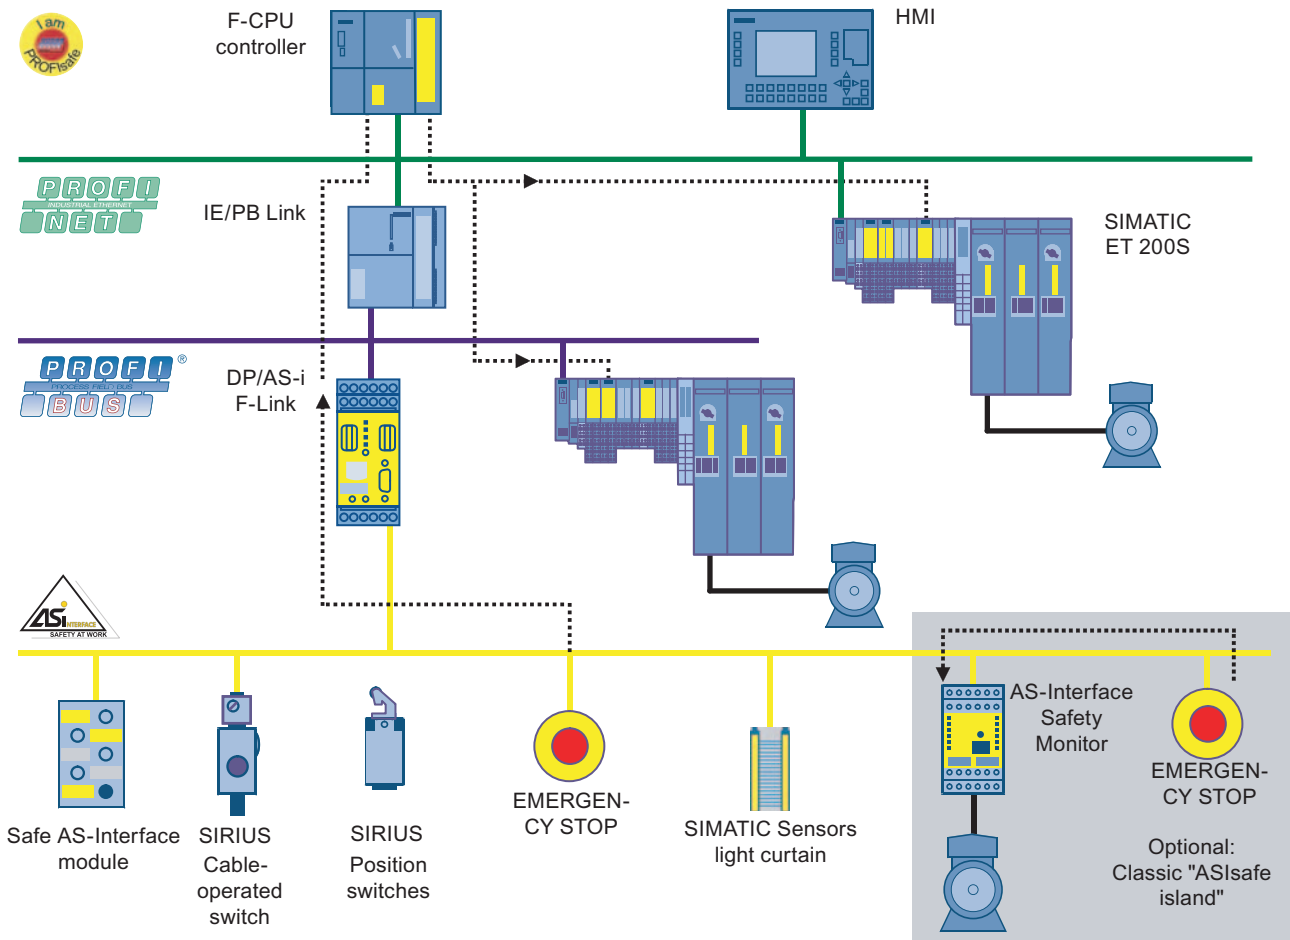 I am
PROFIsafe
F-CPU
controller
HMI
PROFI
INDUSTRIAL ETHERNET
NET
IE/PB Link
SIMATIC
ET 200S
PROFI®
PROCESS FIELD BUS
BUS
DP/AS-i
F-Link
ASi
INTERFACE
SAFETY AT WORK
AS-Interface
Safety
Monitor
EMERGEN-
CY STOP
EMERGEN-
CY STOP
Safe AS-Interface
module
SIRIUS
Cable-
operated
switch
SIRIUS
Position
switches
SIMATIC Sensors
light curtain
Optional:
Classic "ASIsafe
island"